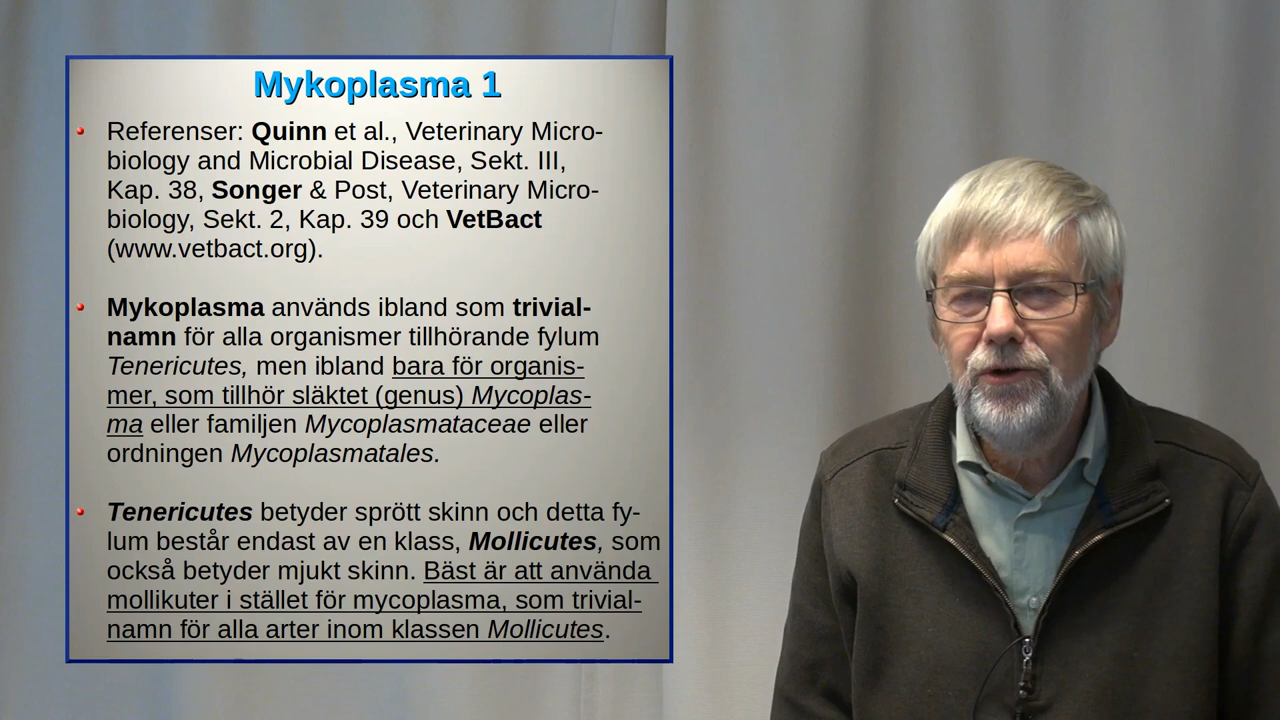 Mykoplasma 1
Referenser: Quinn et al., Veterinary Micro-
biology and Microbial Disease, Sekt. III,
Kap. 38, Songer & Post, Veterinary Micro-
biology, Sekt. 2, Kap. 39 och VetBact
(www.vetbact.org).
Mykoplasma används ibland som trivial-
namn för alla organismer tillhörande fylum
Tenericutes, men ibland bara för organis-
mer, som tillhör släktet (genus) Mycoplas-
ma eller familjen Mycoplasmataceae eller
ordningen Mycoplasmatales.
Tenericutes betyder sprött skinn och detta fy-
lum består endast av en klass, Mollicutes, som
också betyder mjukt skinn. Bäst är att använda
mollikuter i stället för mycoplasma, som trivial-
namn för alla arter inom klassen Mollicutes.